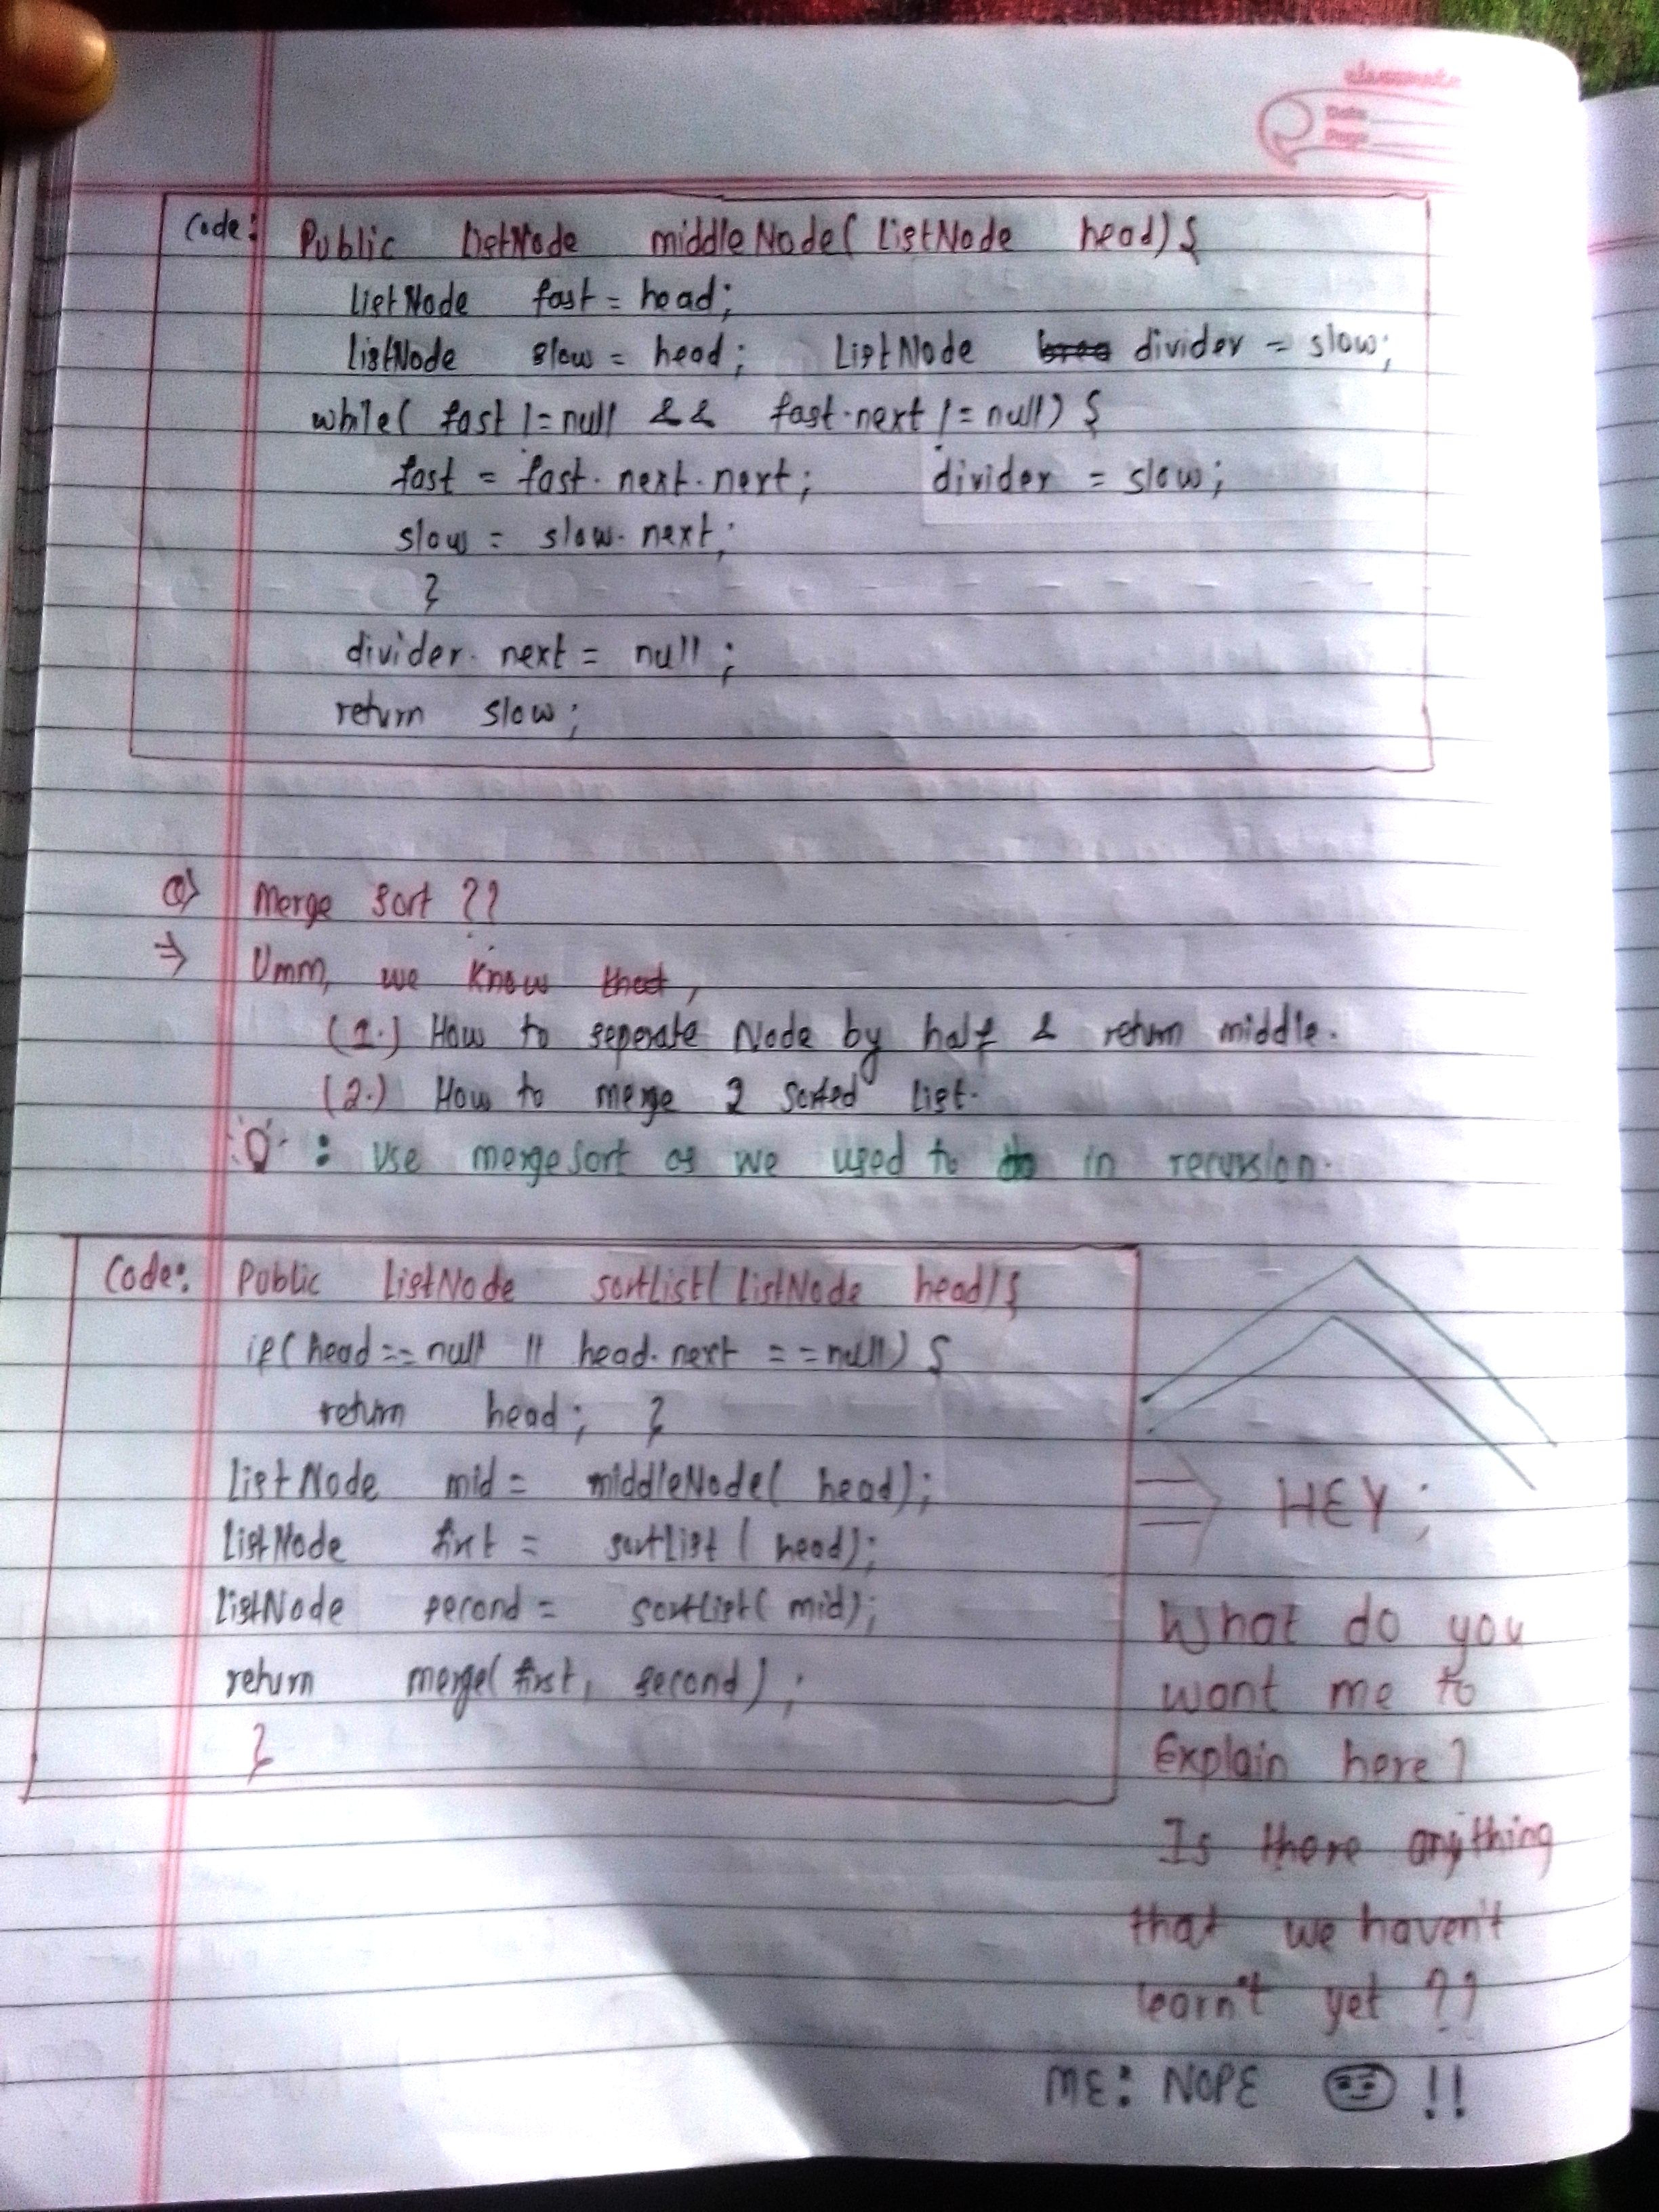 classmate
Date
Page
Code: Public ListNode middleNode( ListNode head) {
ListNode fast = head;
ListNode slow = head; ListNode divider = slow;
while( fast != null && fast.next != null) {
fast = fast.next.next; divider = slow;
slow = slow.next;
}
divider.next = null;
return slow;
Q> Merge Sort ??
⇒ Umm, we know that,
(1.) How to seperate Node by half & return middle.
(2.) How to merge 2 sorted list.
: Use mergesort as we used to do in recursion.
Code: Public ListNode sortList( ListNode head) {
if( head == null || head.next == null) {
return head; }
ListNode mid = middleNode( head);
ListNode first = sortList( head);
ListNode second = sortList( mid);
return merge( first, second);
}
⇒ HEY;
What do you
want me to
Explain here?
Is there anything
that we haven't
learn't yet ??
ME: NOPE !!